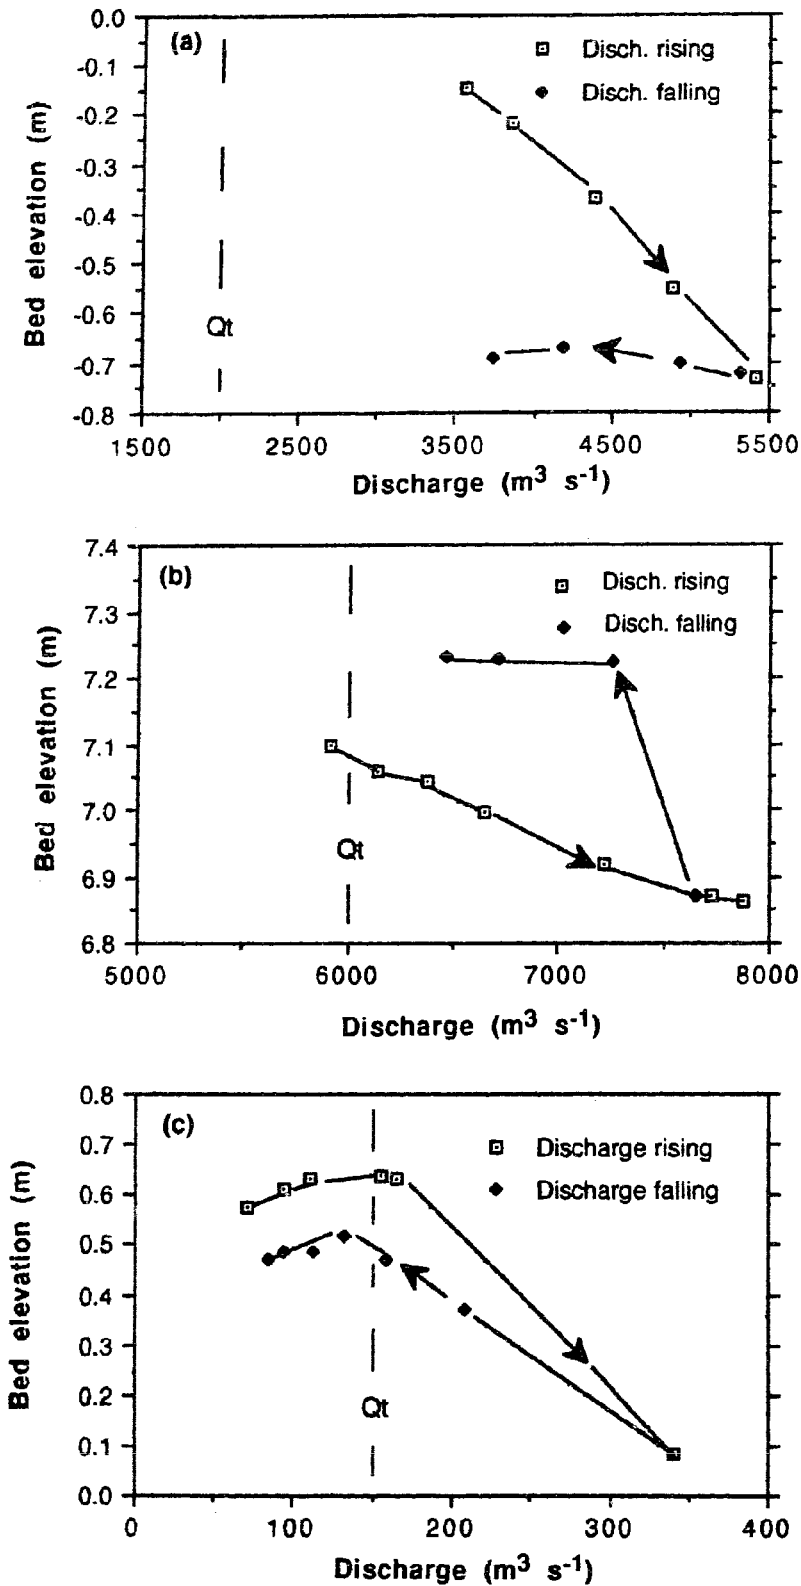 (a)
Disch. rising
Disch. falling
Bed elevation (m)
0.0
-0.1
-0.2
-0.3
-0.4
-0.5
-0.6
-0.7
-0.8
Qt
1500 2500 3500 4500 5500
Discharge (m³ s⁻¹)
(b)
Disch. rising
Disch. falling
Bed elevation (m)
7.4
7.3
7.2
7.1
7.0
6.9
6.8
Qt
5000 6000 7000 8000
Discharge (m³ s⁻¹)
(c)
Discharge rising
Discharge falling
Bed elevation (m)
0.8
0.7
0.6
0.5
0.4
0.3
0.2
0.1
0.0
Qt
0 100 200 300 400
Discharge (m³ s⁻¹)